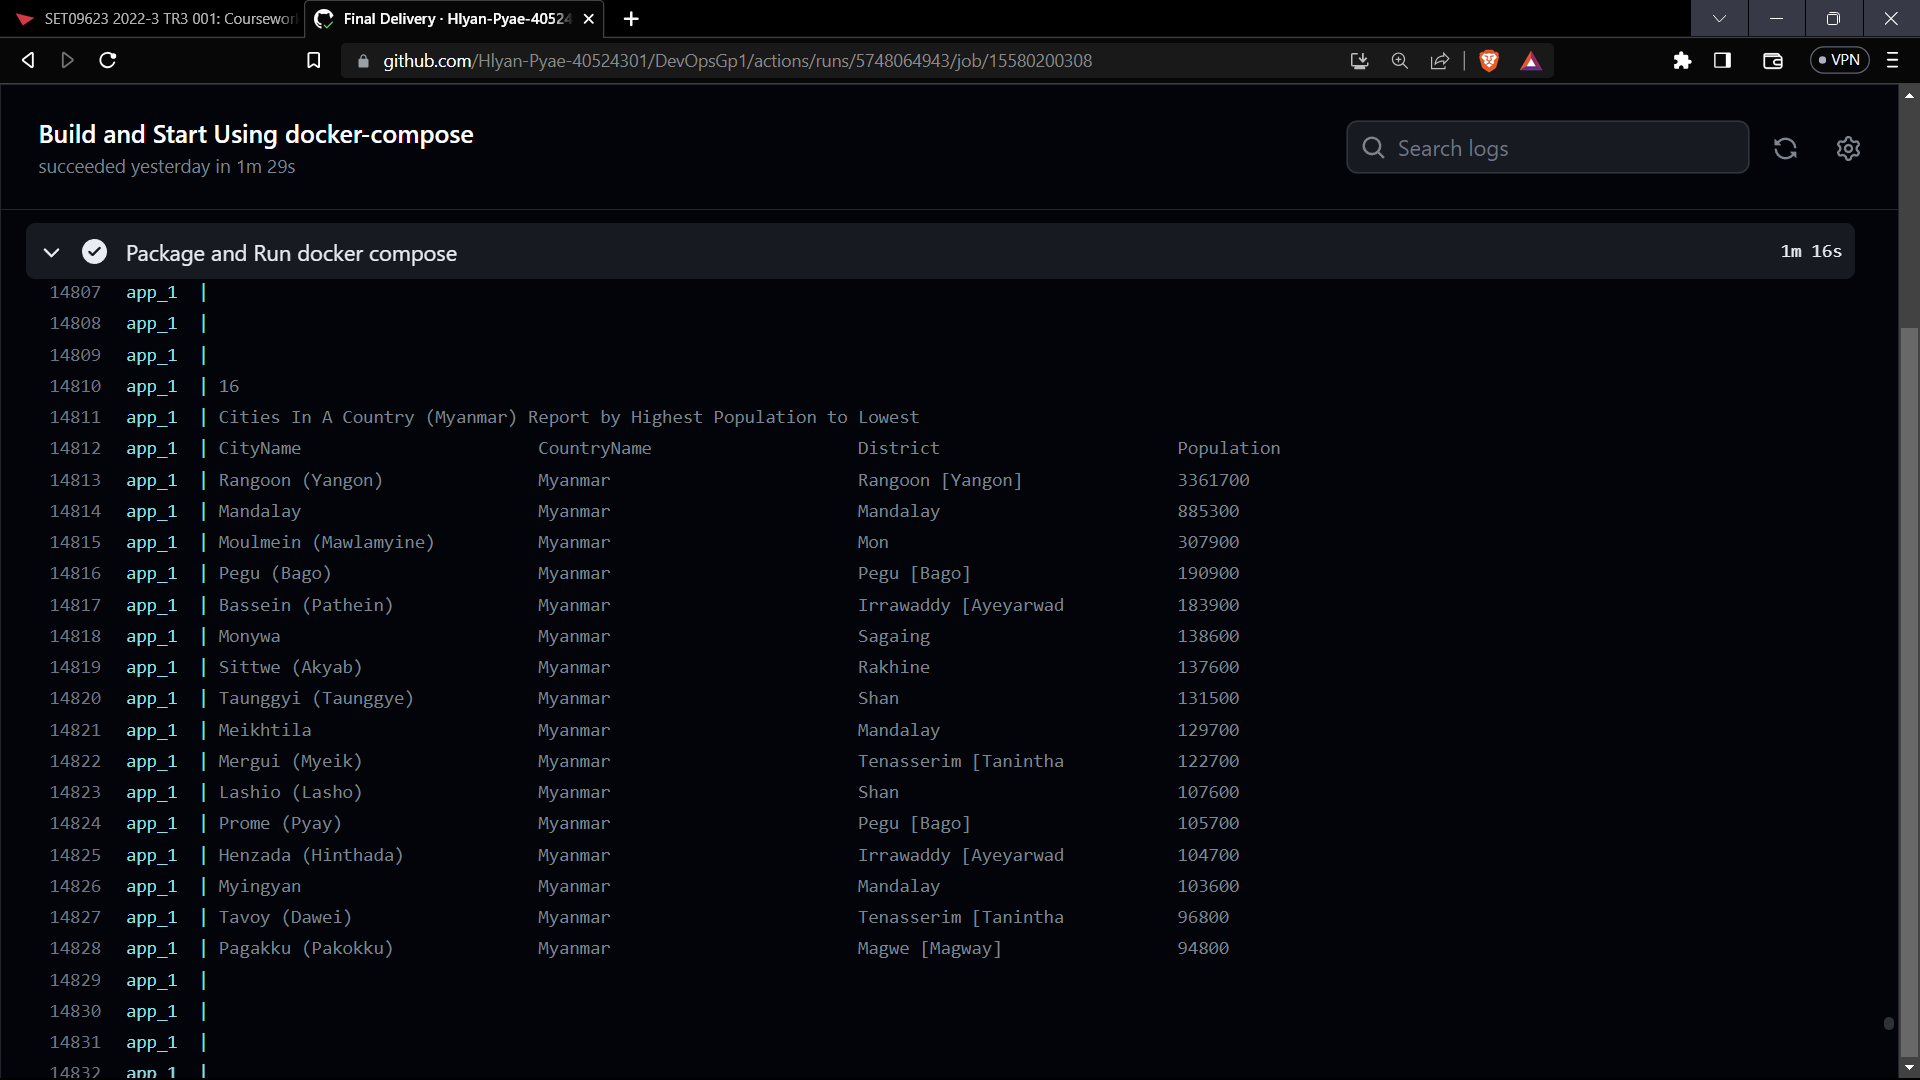 SET09623 2022-3 TR3 001: Coursewor
Final Delivery · Hlyan-Pyae-40524
github.com/Hlyan-Pyae-40524301/DevOpsGp1/actions/runs/5748064943/job/15580200308
VPN
Build and Start Using docker-compose
succeeded yesterday in 1m 29s
Search logs
Package and Run docker compose 1m 16s
14807 app_1 |
14808 app_1 |
14809 app_1 |
14810 app_1 | 16
14811 app_1 | Cities In A Country (Myanmar) Report by Highest Population to Lowest
14812 app_1 | CityName CountryName District Population
14813 app_1 | Rangoon (Yangon) Myanmar Rangoon [Yangon] 3361700
14814 app_1 | Mandalay Myanmar Mandalay 885300
14815 app_1 | Moulmein (Mawlamyine) Myanmar Mon 307900
14816 app_1 | Pegu (Bago) Myanmar Pegu [Bago] 190900
14817 app_1 | Bassein (Pathein) Myanmar Irrawaddy [Ayeyarwad 183900
14818 app_1 | Monywa Myanmar Sagaing 138600
14819 app_1 | Sittwe (Akyab) Myanmar Rakhine 137600
14820 app_1 | Taunggyi (Taunggye) Myanmar Shan 131500
14821 app_1 | Meikhtila Myanmar Mandalay 129700
14822 app_1 | Mergui (Myeik) Myanmar Tenasserim [Tanintha 122700
14823 app_1 | Lashio (Lasho) Myanmar Shan 107600
14824 app_1 | Prome (Pyay) Myanmar Pegu [Bago] 105700
14825 app_1 | Henzada (Hinthada) Myanmar Irrawaddy [Ayeyarwad 104700
14826 app_1 | Myingyan Myanmar Mandalay 103600
14827 app_1 | Tavoy (Dawei) Myanmar Tenasserim [Tanintha 96800
14828 app_1 | Pagakku (Pakokku) Myanmar Magwe [Magway] 94800
14829 app_1 |
14830 app_1 |
14831 app_1 |
14832 app_1 |